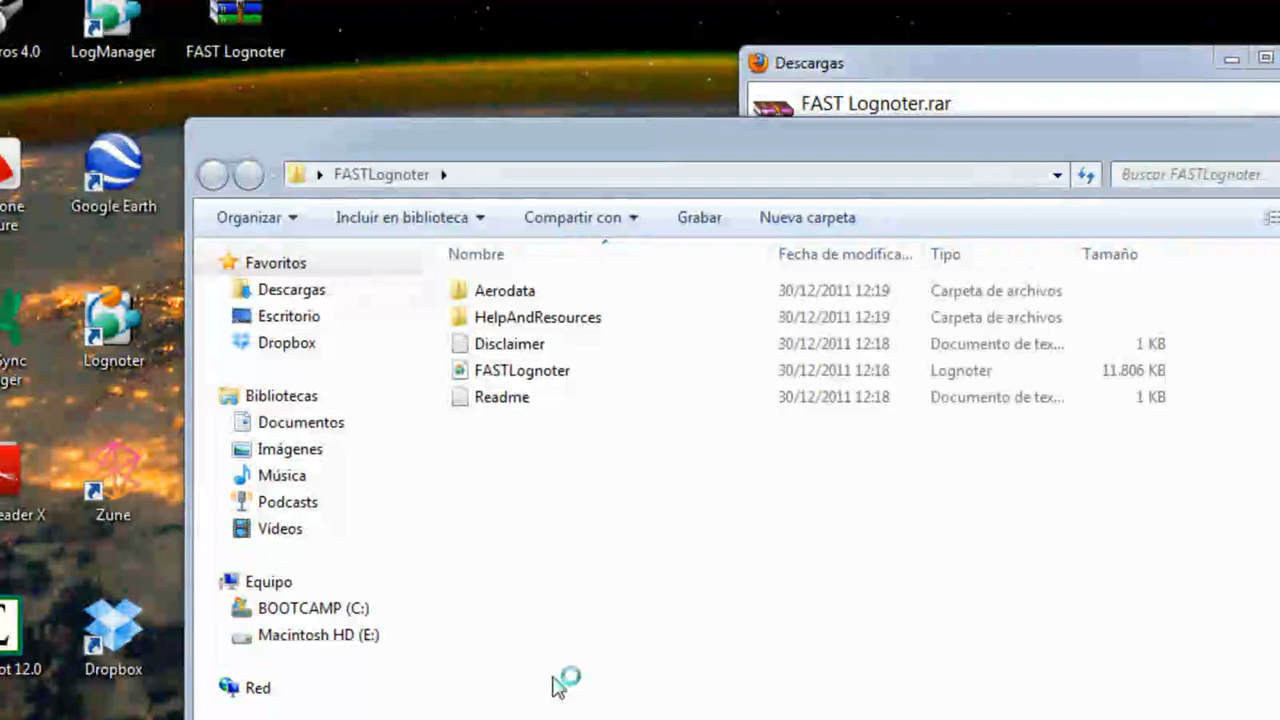 ros 4.0
LogManager
FAST Lognoter
Descargas
FAST Lognoter.rar
FASTLognoter
Buscar FASTLognoter
Organizar
Incluir en biblioteca
Compartir con
Grabar
Nueva carpeta
one
ure
Google Earth
Favoritos
Descargas
Escritorio
Dropbox
Nombre
Fecha de modifica...
Tipo
Tamaño
Aerodata 30/12/2011 12:19 Carpeta de archivos
HelpAndResources 30/12/2011 12:19 Carpeta de archivos
Disclaimer 30/12/2011 12:18 Documento de tex... 1 KB
FASTLognoter 30/12/2011 12:18 Lognoter 11.806 KB
Readme 30/12/2011 12:18 Documento de tex... 1 KB
Sync
ger
Lognoter
Bibliotecas
Documentos
Imágenes
Música
Podcasts
Vídeos
eader X
Zune
Equipo
BOOTCAMP (C:)
Macintosh HD (E:)
ot 12.0
Dropbox
Red